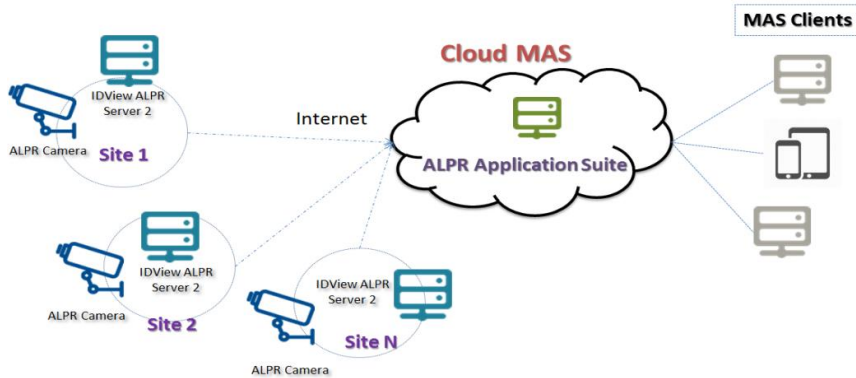 MAS Clients
Cloud MAS
IDView ALPR
Server 2
ALPR Camera
Site 1
Internet
ALPR Application Suite
IDView ALPR
Server 2
ALPR Camera
Site 2
IDView ALPR
Server 2
Site N
ALPR Camera